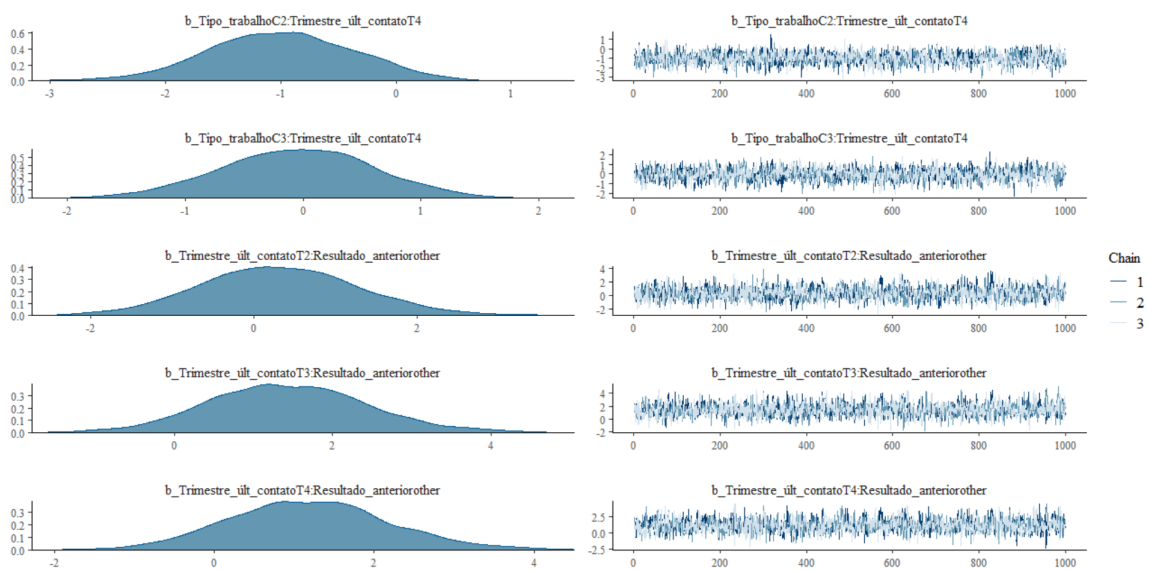 b_Tipo_trabalhoC2:Trimestre_últ_contatoT4
0.6
0.4
0.2
0.0
-3 -2 -1 0 1
b_Tipo_trabalhoC2:Trimestre_últ_contatoT4
1
0
-1
-2
-3
0 200 400 600 800 1000
b_Tipo_trabalhoC3:Trimestre_últ_contatoT4
0.5
0.4
0.3
0.2
0.1
0.0
-2 -1 0 1 2
b_Tipo_trabalhoC3:Trimestre_últ_contatoT4
2
1
0
-1
-2
0 200 400 600 800 1000
b_Trimestre_últ_contatoT2:Resultado_anteriorother
0.4
0.3
0.2
0.1
0.0
-2 0 2
b_Trimestre_últ_contatoT2:Resultado_anteriorother
4
2
0
-2
0 200 400 600 800 1000
Chain
1
2
3
b_Trimestre_últ_contatoT3:Resultado_anteriorother
0.3
0.2
0.1
0.0
0 2 4
b_Trimestre_últ_contatoT3:Resultado_anteriorother
4
2
0
-2
0 200 400 600 800 1000
b_Trimestre_últ_contatoT4:Resultado_anteriorother
0.3
0.2
0.1
0.0
-2 0 2 4
b_Trimestre_últ_contatoT4:Resultado_anteriorother
2.5
0.0
-2.5
0 200 400 600 800 1000